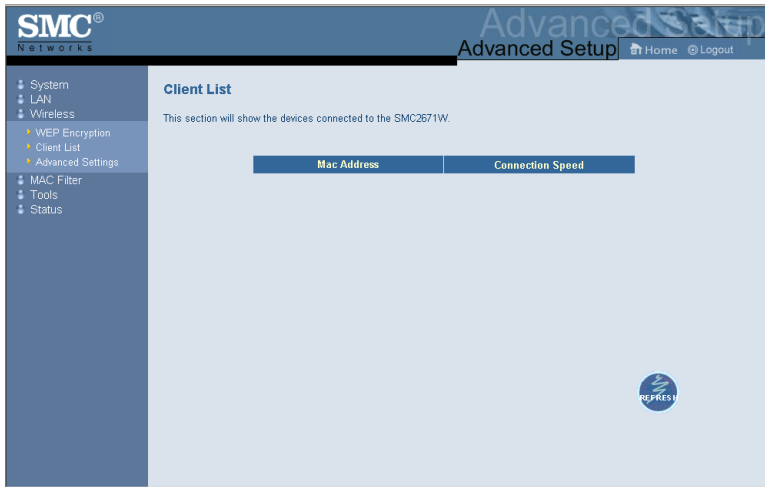 SMC®
Networks
Advanced Setup
Advanced Setup
Home
Logout
System
LAN
Wireless
WEP Encryption
Client List
Advanced Settings
MAC Filter
Tools
Status
Client List
This section will show the devices connected to the SMC2671W.
Mac Address Connection Speed
REFRESH